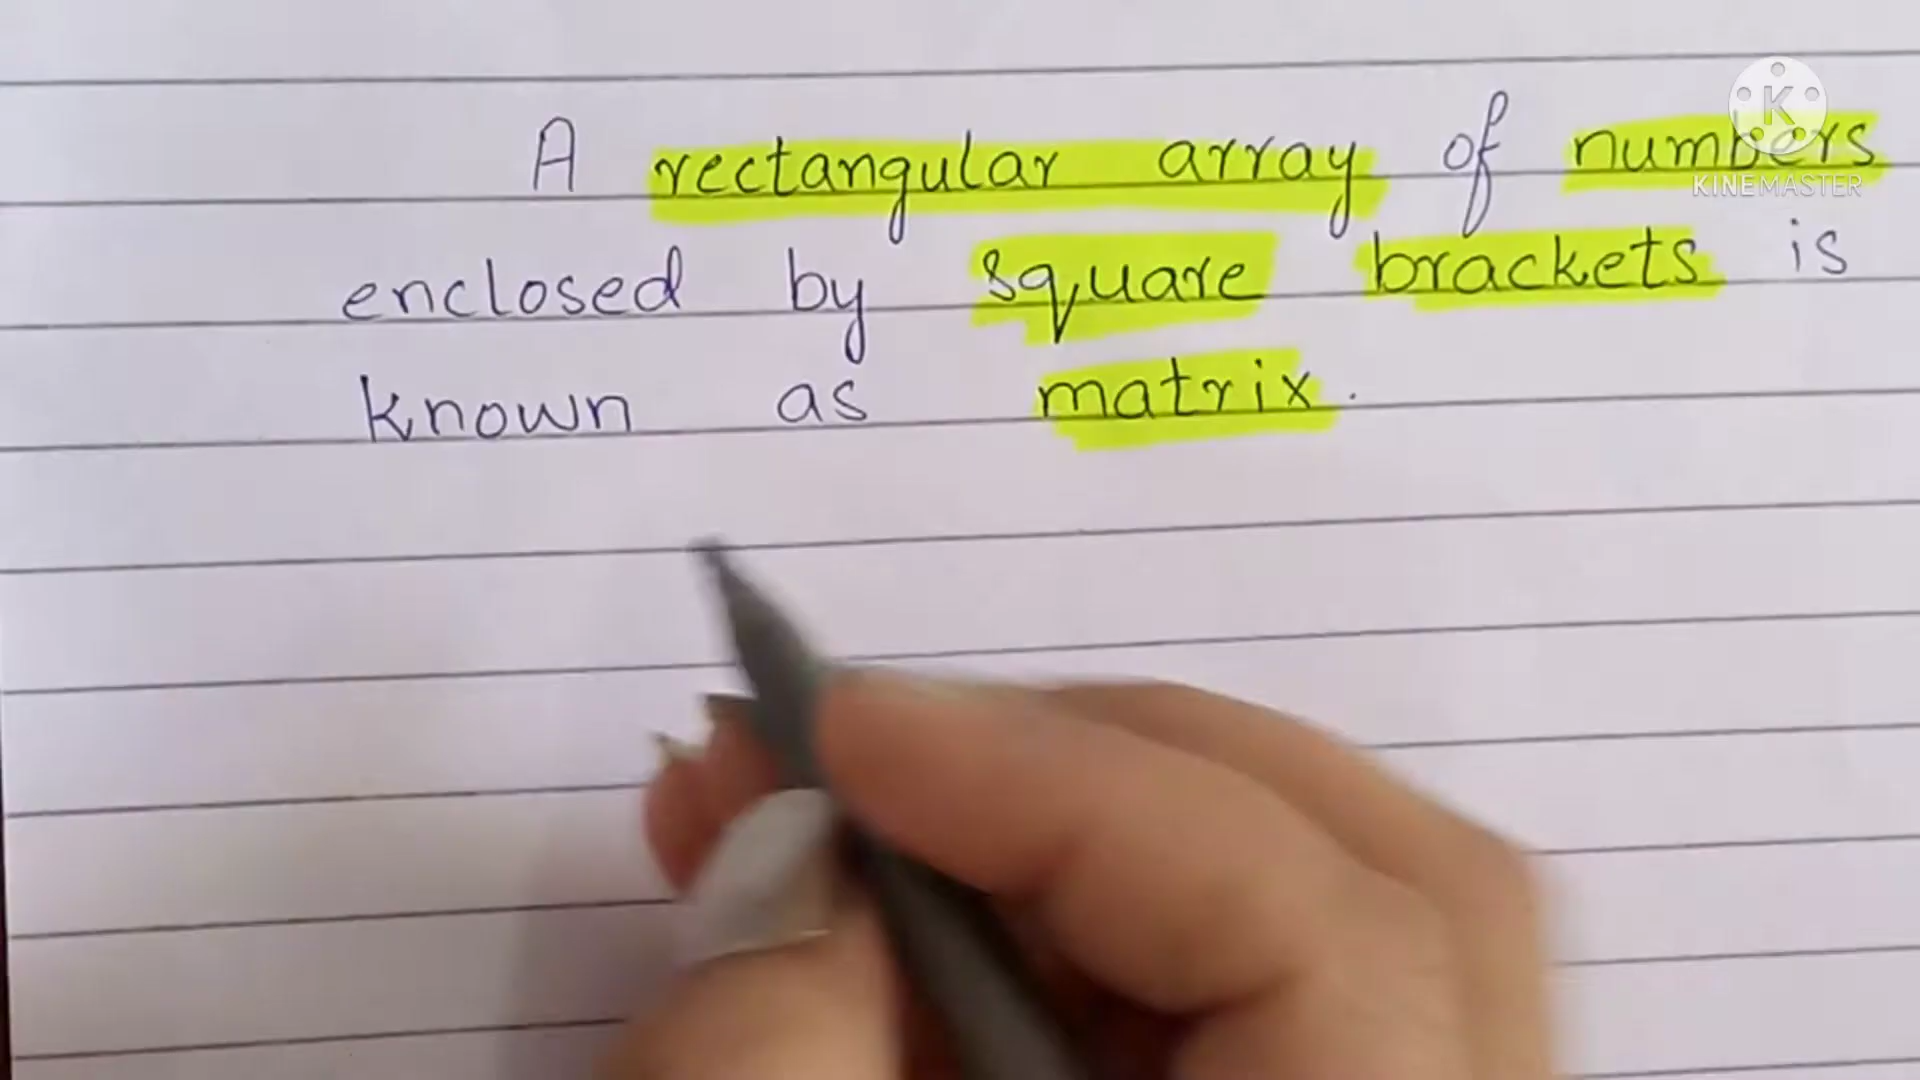 A rectangular array of numbers
enclosed by square brackets is
known as matrix.
K
KINEMASTER